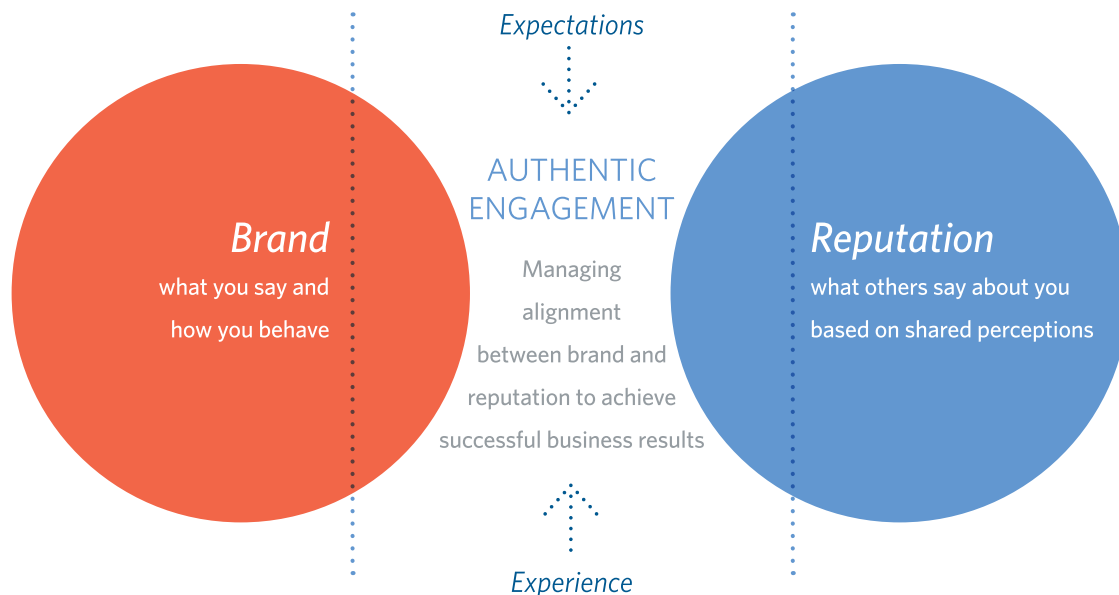 Expectations
AUTHENTIC
ENGAGEMENT
Brand
what you say and
how you behave
Managing
alignment
between brand and
reputation to achieve
successful business results
Reputation
what others say about you
based on shared perceptions
Experience